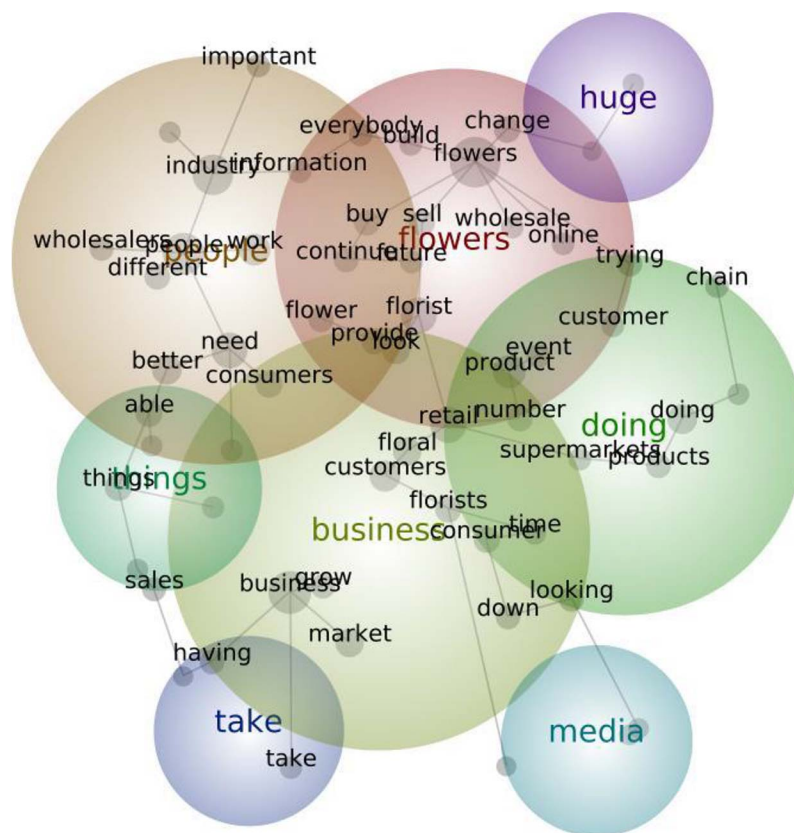 important
huge
everybody
build
change
flowers
industry
information
buy
sell
wholesale
wholesalers
people
work
people
continue
future
flowers
online
different
trying
chain
flower
florist
customer
provide
look
need
event
better
consumers
product
able
retail
number
doing
doing
floral
supermarkets
products
customers
things
things
florists
business
consumer
time
sales
business
grow
looking
down
market
having
take
media
take